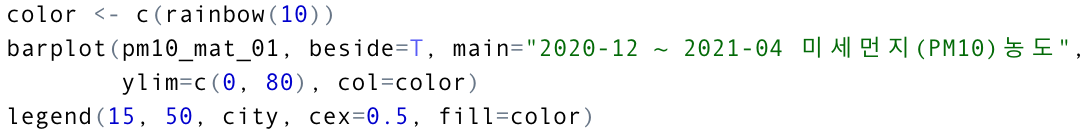 color <- c(rainbow(10))
barplot(pm10_mat_01, beside=T, main="2020-12 ~ 2021-04 미세먼지(PM10)농도",
ylim=c(0, 80), col=color)
legend(15, 50, city, cex=0.5, fill=color)